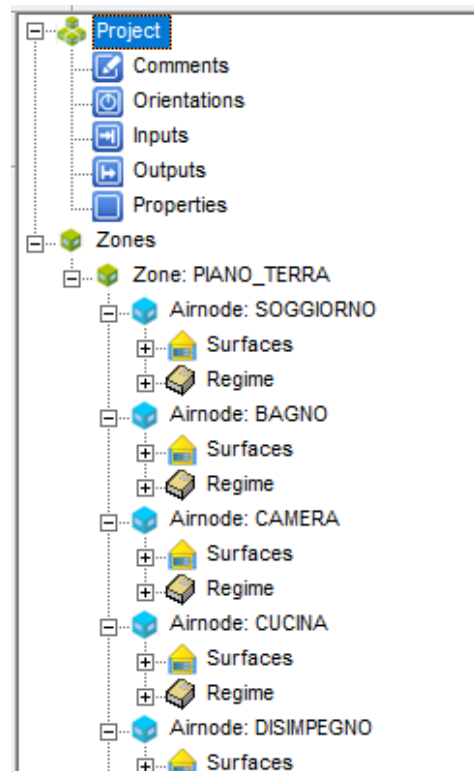 Project
Comments
Orientations
Inputs
Outputs
Properties
Zones
Zone: PIANO_TERRA
Airnode: SOGGIORNO
Surfaces
Regime
Airnode: BAGNO
Surfaces
Regime
Airnode: CAMERA
Surfaces
Regime
Airnode: CUCINA
Surfaces
Regime
Airnode: DISIMPEGNO
Surfaces